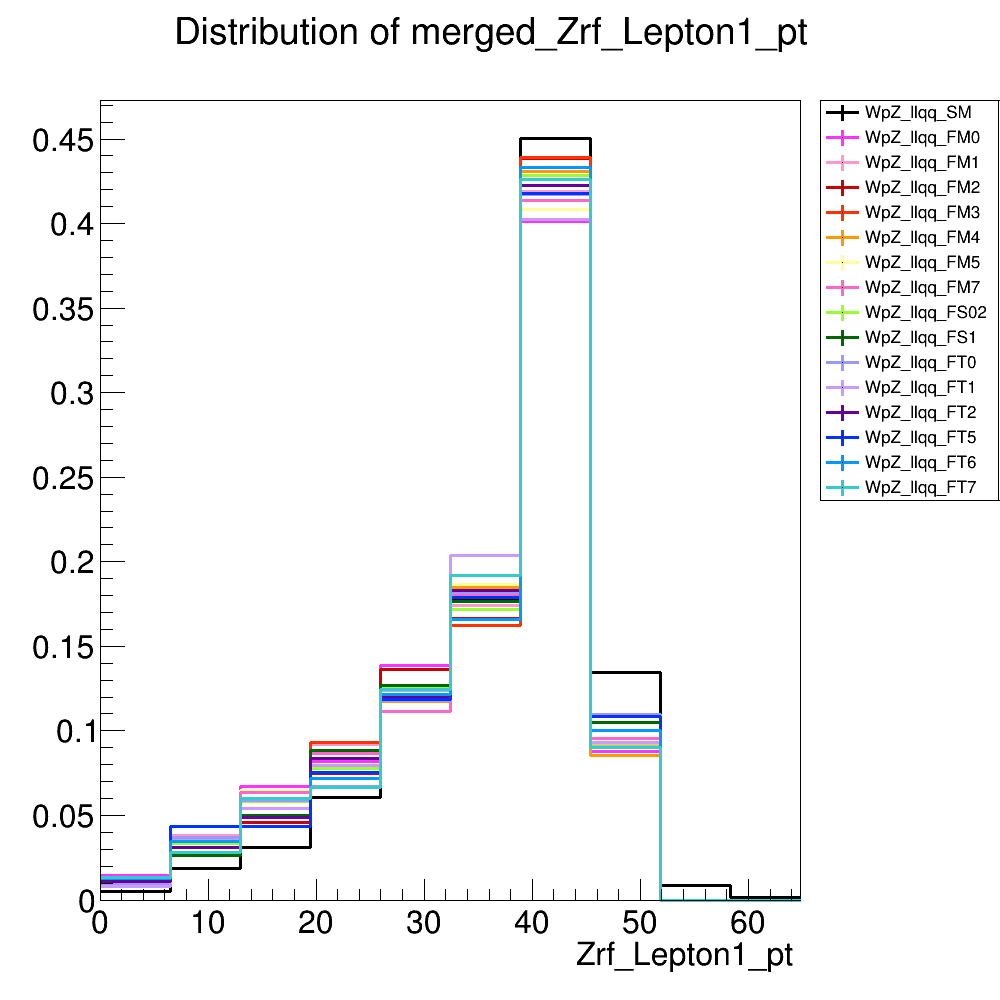 Distribution of merged_Zrf_Lepton1_pt
WpZ_llqq_SM
WpZ_llqq_FM0
WpZ_llqq_FM1
WpZ_llqq_FM2
WpZ_llqq_FM3
WpZ_llqq_FM4
WpZ_llqq_FM5
WpZ_llqq_FM7
WpZ_llqq_FS02
WpZ_llqq_FS1
WpZ_llqq_FT0
WpZ_llqq_FT1
WpZ_llqq_FT2
WpZ_llqq_FT5
WpZ_llqq_FT6
WpZ_llqq_FT7
0.45
0.4
0.35
0.3
0.25
0.2
0.15
0.1
0.05
0
0 10 20 30 40 50 60
Zrf_Lepton1_pt